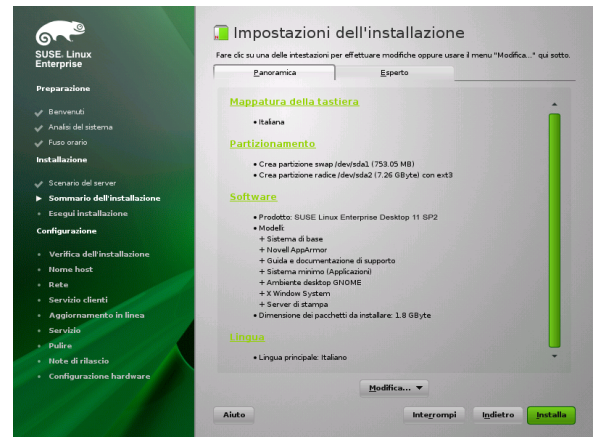 SUSE. Linux
Enterprise
Preparazione
Benvenuti
Analisi del sistema
Fuso orario
Installazione
Scenario del server
Sommario dell'installazione
Esegui installazione
Configurazione
Verifica dell'installazione
Nome host
Rete
Servizio clienti
Aggiornamento in linea
Servizio
Pulire
Note di rilascio
Configurazione hardware
Impostazioni dell'installazione
Fare clic su una delle intestazioni per effettuare modifiche oppure usare il menu "Modifica..." qui sotto.
Panoramica
Esperto
Mappatura della tastiera
• Italiana
Partizionamento
• Crea partizione swap /dev/sda1 (753.05 MB)
• Crea partizione radice /dev/sda2 (7.26 GByte) con ext3
Software
• Prodotto: SUSE Linux Enterprise Desktop 11 SP2
• Modelli:
+ Sistema di base
+ Novell AppArmor
+ Guida e documentazione di supporto
+ Sistema minimo (Applicazioni)
+ Ambiente desktop GNOME
+ X Window System
+ Server di stampa
• Dimensione dei pacchetti da installare: 1.8 GByte
Lingua
• Lingua principale: Italiano
Modifica...
Aiuto
Interrompi
Indietro
Installa